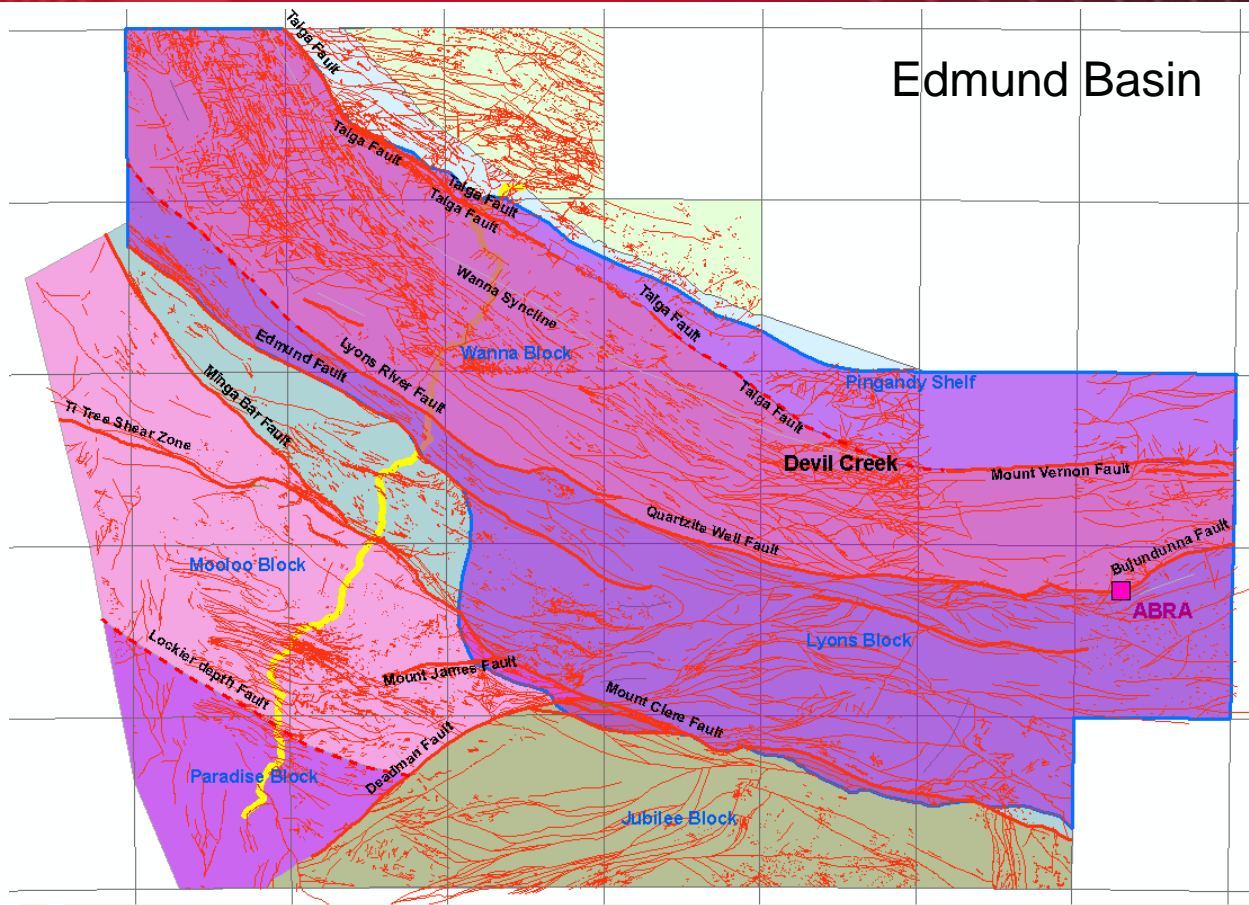 Talga Fault
Edmund Basin
Talga Fault
Talga Fault
Talga Fault
Wanna Syncline
Talga Fault
Lyons River Fault
Edmund Fault
Wanna Block
Minga Bar Fault
Pingandy Shelf
Talga Fault
Ti Tree Shear Zone
Devil Creek
Mount Vernon Fault
Quartzite Well Fault
Bujundunna Fault
Mooloo Block
ABRA
Lyons Block
Lockier depth Fault
Mount James Fault
Mount Clere Fault
Deadman Fault
Paradise Block
Jubilee Block